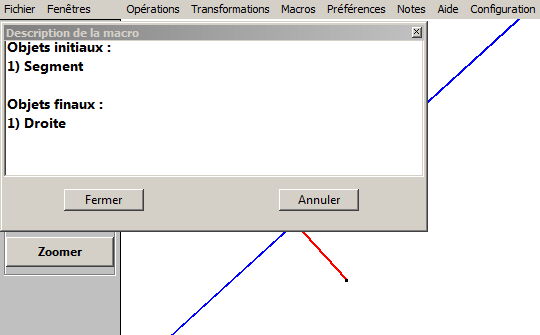 Fichier Fenêtres Opérations Transformations Macros Préférences Notes Aide Configuration
Description de la macro
Objets initiaux :
1) Segment
Objets finaux :
1) Droite
Fermer Annuler
Zoomer